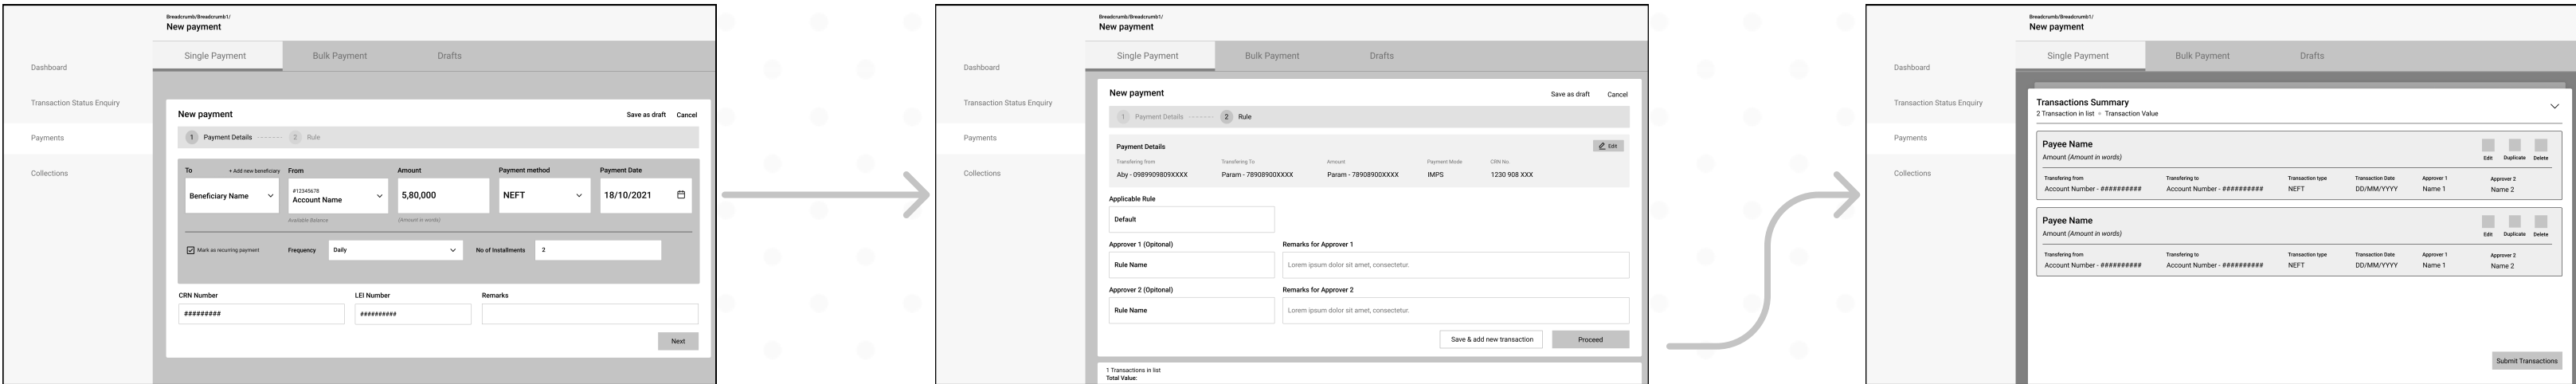 Breadcrumb/Breadcrumb1/
New payment
Single Payment Bulk Payment Drafts
Dashboard
Transaction Status Enquiry
Payments
Collections
New payment Save as draft Cancel
1 Payment Details 2 Rule
To + Add new beneficiary From Amount Payment method Payment Date
Beneficiary Name #12345678 Account Name 5,80,000 NEFT 18/10/2021
Available Balance (Amount in words)
Mark as recurring payment Frequency Daily No of Installments 2
CRN Number LEI Number Remarks
######### ##########
Next
Breadcrumb/Breadcrumb1/
New payment
Single Payment Bulk Payment Drafts
Dashboard
Transaction Status Enquiry
Payments
Collections
New payment Save as draft Cancel
1 Payment Details 2 Rule
Payment Details Edit
Transfering from Transfering To Amount Payment Mode CRN No.
Aby - 0989909809XXXX Param - 78908900XXXX Param - 78908900XXXX IMPS 1230 908 XXX
Applicable Rule
Default
Approver 1 (Opitonal) Remarks for Approver 1
Rule Name Lorem ipsum dolor sit amet, consectetur.
Approver 2 (Opitonal) Remarks for Approver 2
Rule Name Lorem ipsum dolor sit amet, consectetur.
Save & add new transaction Proceed
1 Transactions in list
Total Value:
Breadcrumb/Breadcrumb1/
New payment
Single Payment Bulk Payment Drafts
Dashboard
Transaction Status Enquiry
Payments
Collections
Transactions Summary
2 Transaction in list Transaction Value
Payee Name
Amount (Amount in words) Edit Duplicate Delete
Transfering from Transfering to Transaction type Transaction Date Approver 1 Approver 2
Account Number - ########## Account Number - ########## NEFT DD/MM/YYYY Name 1 Name 2
Payee Name
Amount (Amount in words) Edit Duplicate Delete
Transfering from Transfering to Transaction type Transaction Date Approver 1 Approver 2
Account Number - ########## Account Number - ########## NEFT DD/MM/YYYY Name 1 Name 2
Submit Transactions